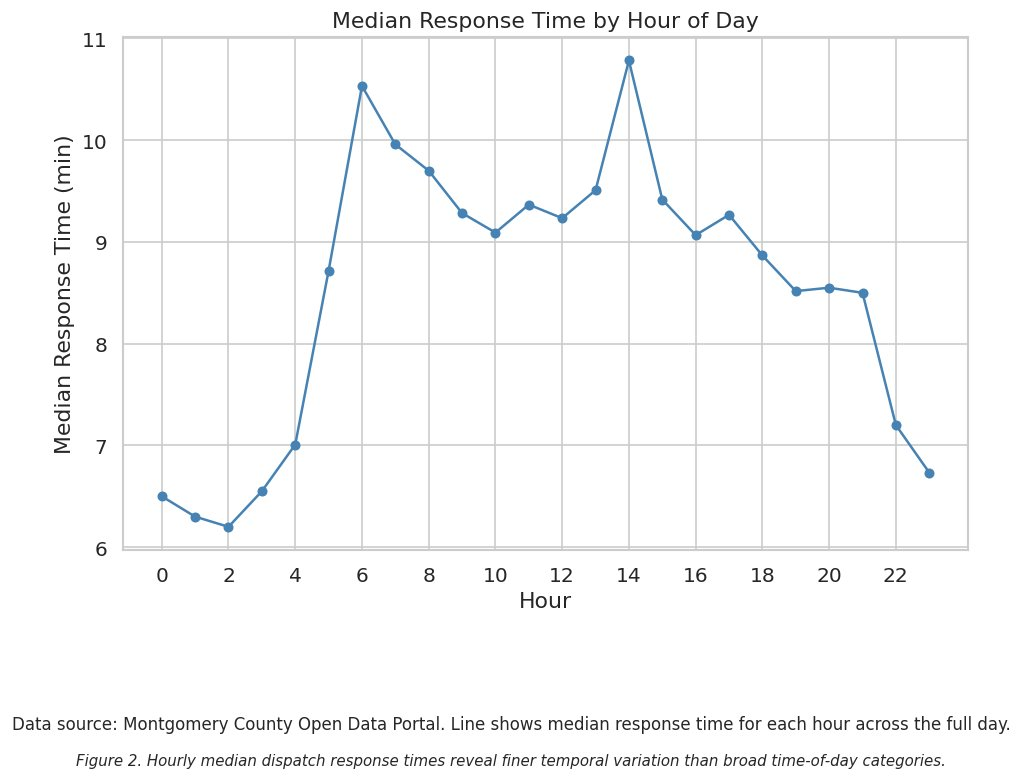 Median Response Time by Hour of Day
Median Response Time (min)
11
10
9
8
7
6
0 2 4 6 8 10 12 14 16 18 20 22
Hour
Data source: Montgomery County Open Data Portal. Line shows median response time for each hour across the full day.
Figure 2. Hourly median dispatch response times reveal finer temporal variation than broad time-of-day categories.